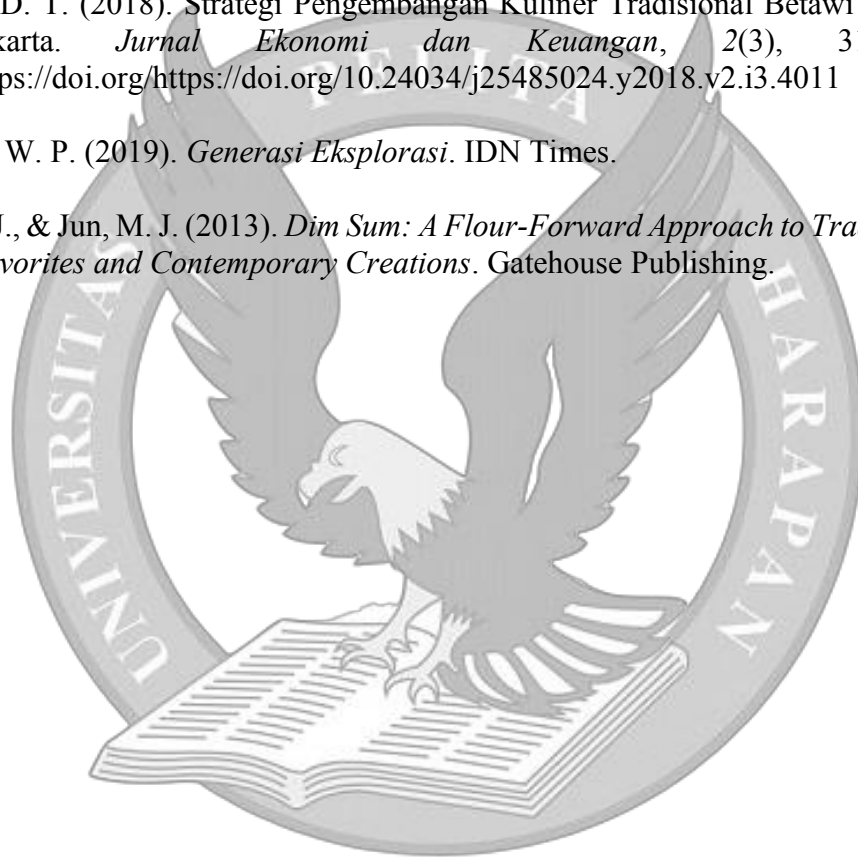 D. T. (2018). Strategi Pengembangan Kuliner Tradisional Betawi
karta. Jurnal Ekonomi dan Keuangan, 2(3), 31
ps://doi.org/https://doi.org/10.24034/j25485024.y2018.v2.i3.4011
W. P. (2019). Generasi Eksplorasi. IDN Times.
J., & Jun, M. J. (2013). Dim Sum: A Flour-Forward Approach to Tra
vorites and Contemporary Creations. Gatehouse Publishing.
UNIVERSITAS PELITA HARAPAN